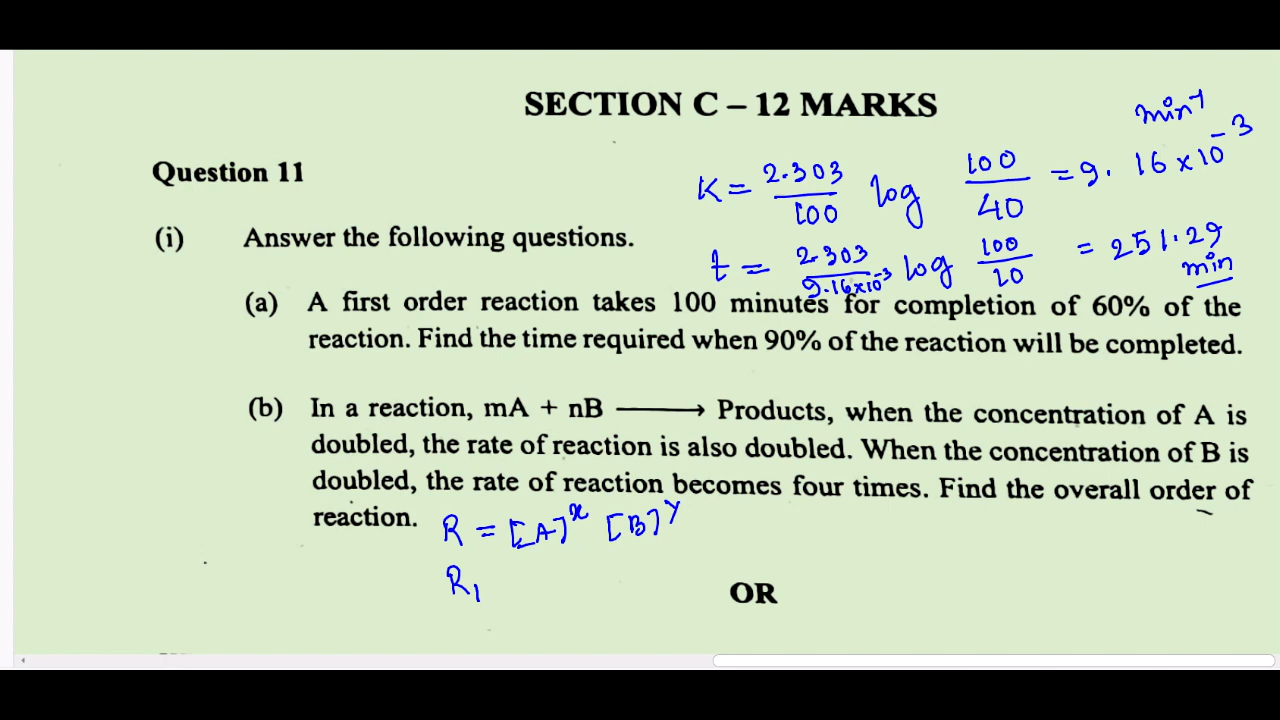 SECTION C – 12 MARKS
Question 11
K = 2.303/100 log 100/40 = 9.16 x 10^-3 min^-1
(i) Answer the following questions.
t = 2.303/9.16x10^-3 log 100/10 = 251.29 min
(a) A first order reaction takes 100 minutes for completion of 60% of the
reaction. Find the time required when 90% of the reaction will be completed.
(b) In a reaction, mA + nB ⟶ Products, when the concentration of A is
doubled, the rate of reaction is also doubled. When the concentration of B is
doubled, the rate of reaction becomes four times. Find the overall order of
reaction.
R = [A]^x [B]^y
R1
OR